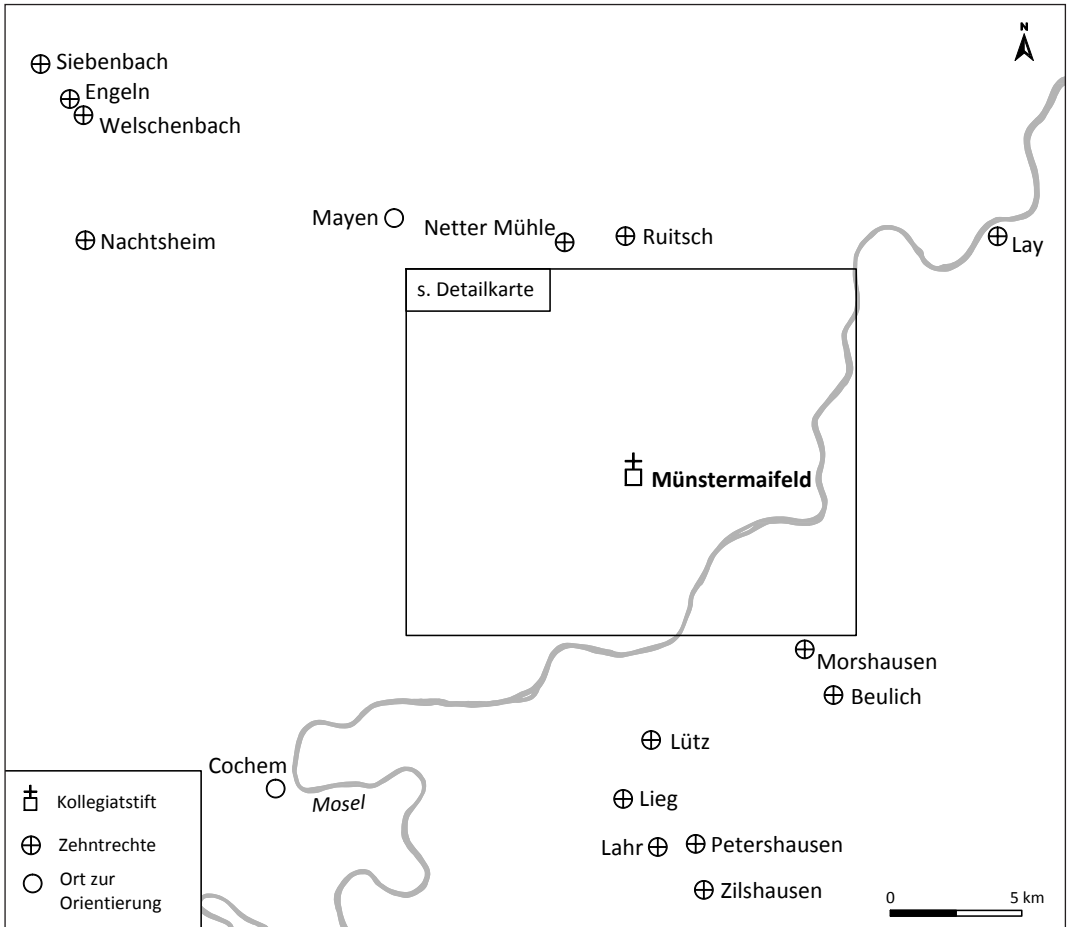 N
Siebenbach
Engeln
Welschenbach
Mayen
Netter Mühle
Ruitsch
Nachtsheim
Lay
s. Detailkarte
Münstermaifeld
Morshausen
Beulich
Lütz
Cochem
Mosel
Lieg
Lahr
Petershausen
Zilshausen
Kollegiatstift
Zehntrechte
Ort zur
Orientierung
0 5 km